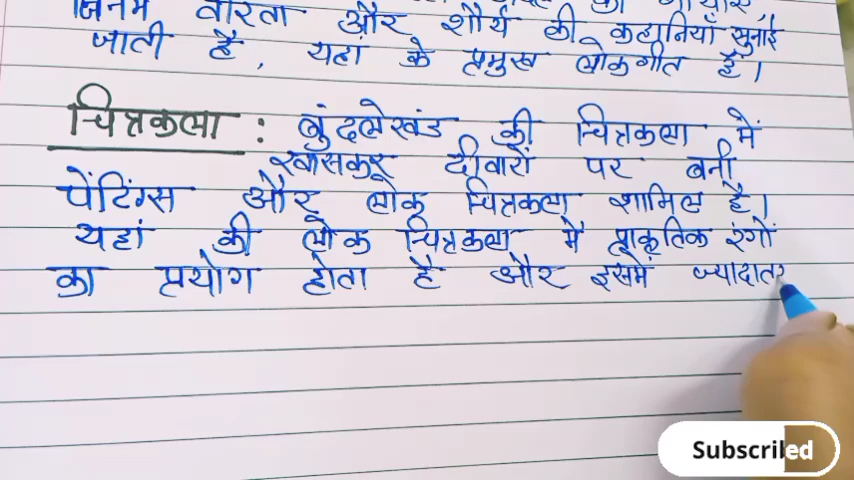 जिनमें वीरता और शौर्य की कहानियाँ सुनाई
जाती है, यहां के प्रमुख लोकगीत हैं।
चित्रकला : बुंदलेखंड की चित्रकला में
खासकर दीवारों पर बनी
पेंटिंग्स और लोक चित्रकला शामिल है।
यहां की लोक चित्रकला में प्राकृतिक रंगों
का प्रयोग होता है और इसमें ज्यादातर
Subscribed